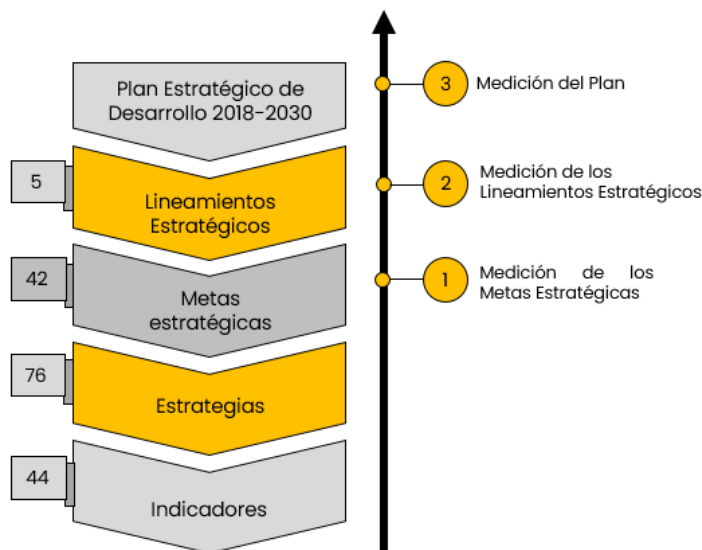 Plan Estratégico de
Desarrollo 2018-2030
3
Medición del Plan
5
Lineamientos
Estratégicos
2
Medición de los
Lineamientos Estratégicos
42
Metas
estratégicas
1
Medición de los
Metas Estratégicas
76
Estrategias
44
Indicadores